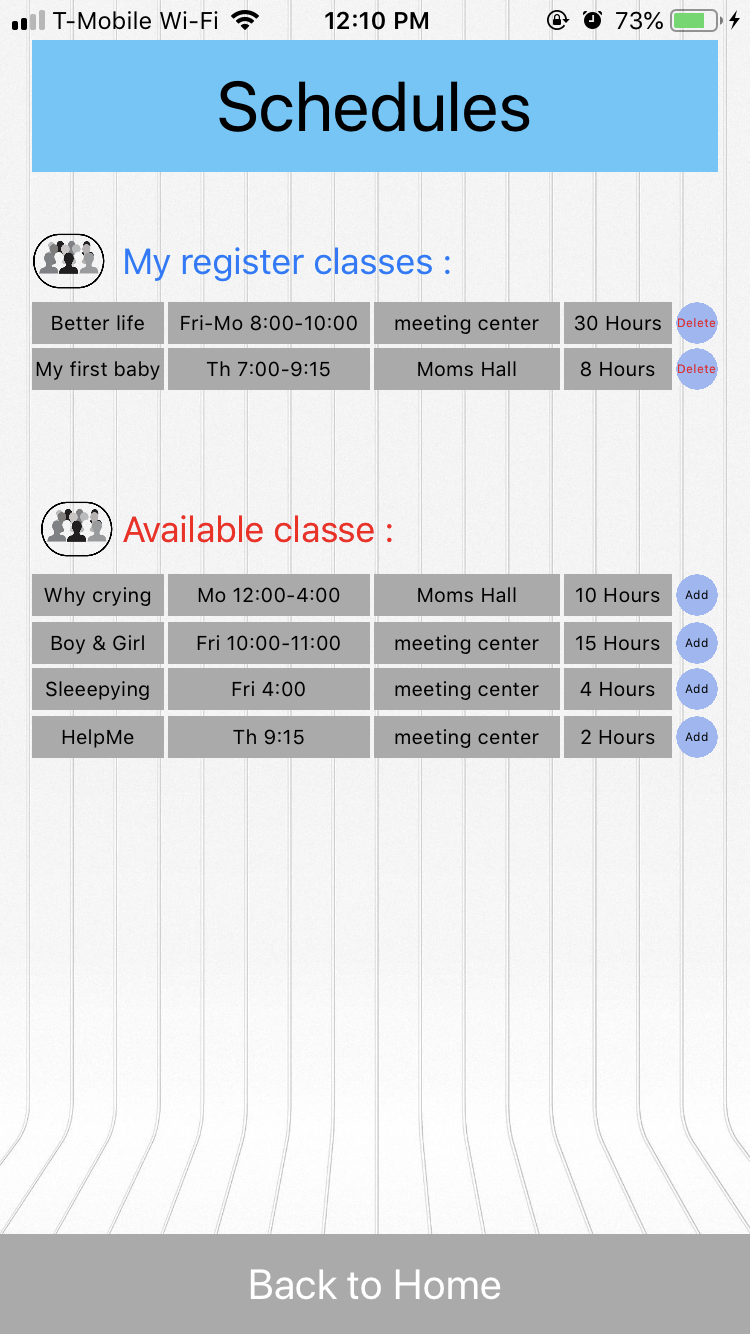 T-Mobile Wi-Fi 12:10 PM 73%
Schedules
My register classes :
Better life Fri-Mo 8:00-10:00 meeting center 30 Hours Delete
My first baby Th 7:00-9:15 Moms Hall 8 Hours Delete
Available classe :
Why crying Mo 12:00-4:00 Moms Hall 10 Hours Add
Boy & Girl Fri 10:00-11:00 meeting center 15 Hours Add
Sleeepying Fri 4:00 meeting center 4 Hours Add
HelpMe Th 9:15 meeting center 2 Hours Add
Back to Home